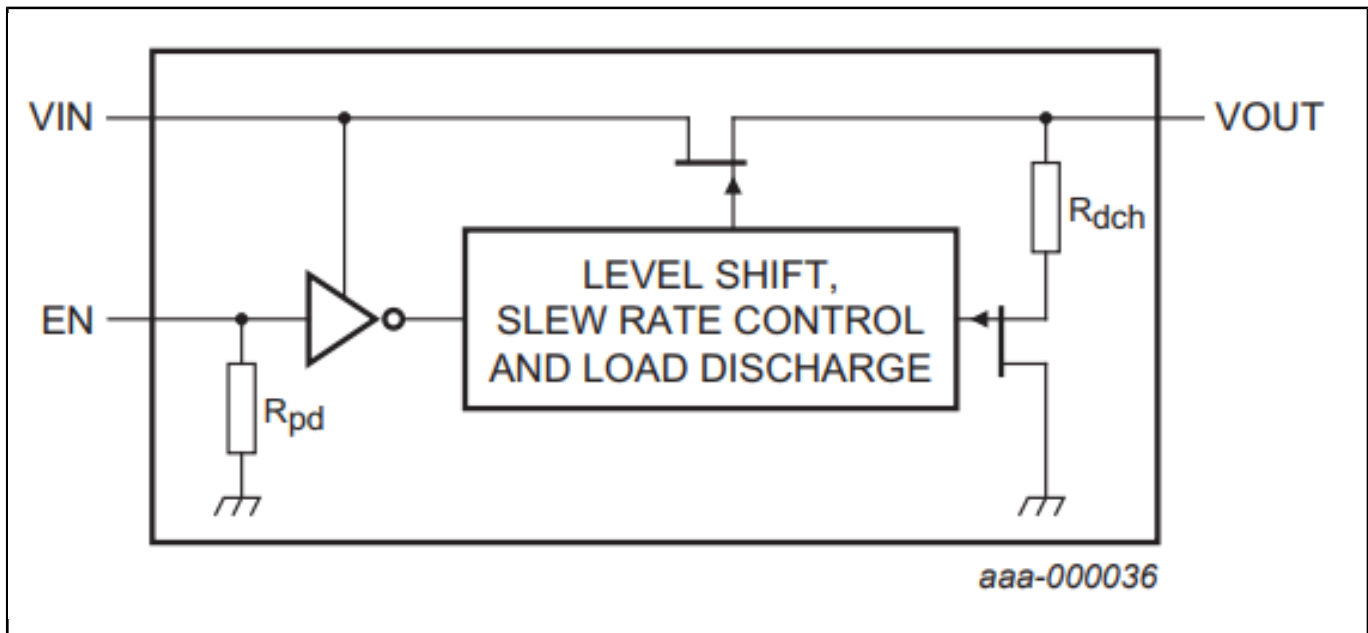 VIN
VOUT
Rdch
LEVEL SHIFT,
SLEW RATE CONTROL
AND LOAD DISCHARGE
EN
Rpd
aaa-000036